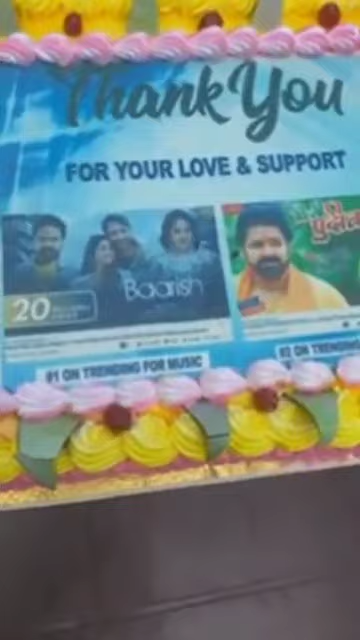 Thank You
FOR YOUR LOVE & SUPPORT
Baarish
20
#1 ON TRENDING FOR MUSIC
#2 ON TRENDING